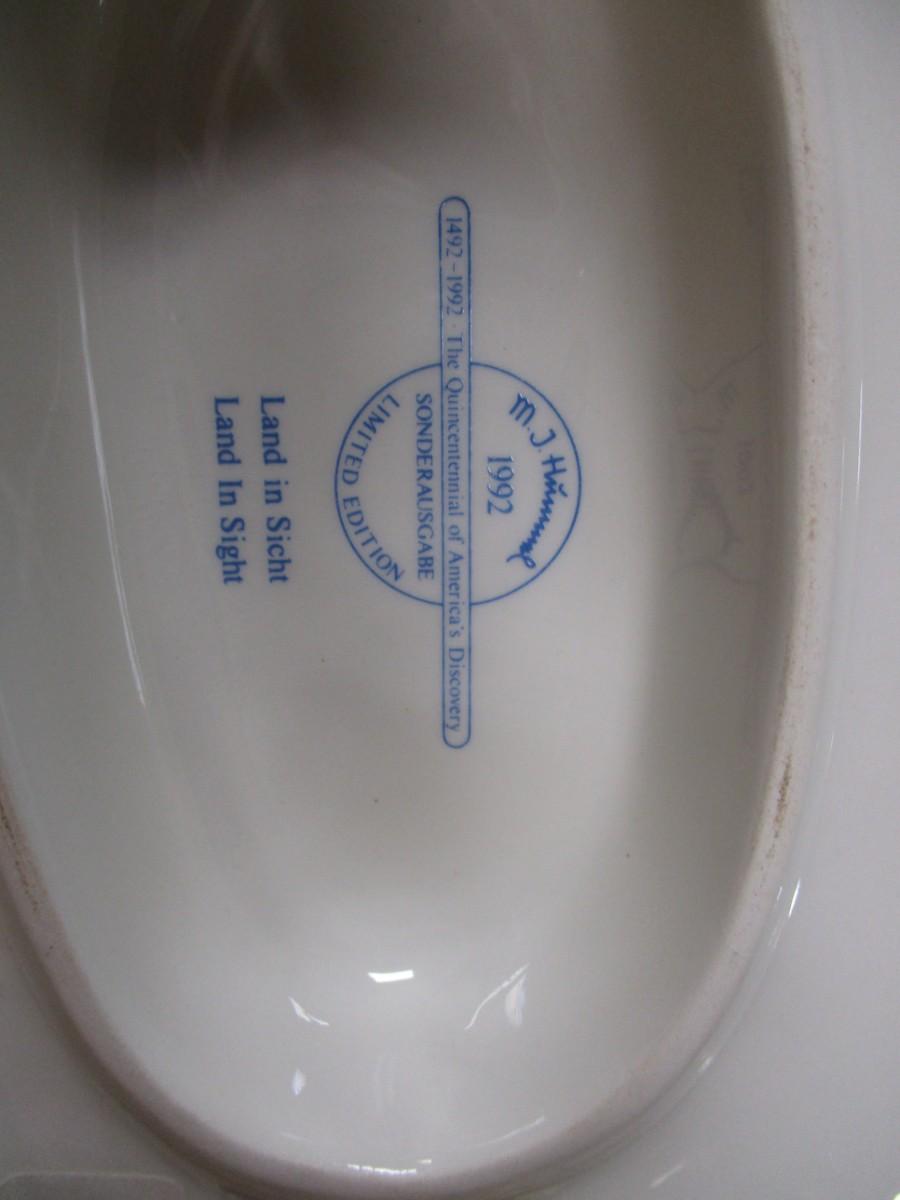 M. J. Hummel
1992
1492–1992 · The Quincentennial of America's Discovery
SONDERAUSGABE
LIMITED EDITION
Land in Sicht
Land In Sight